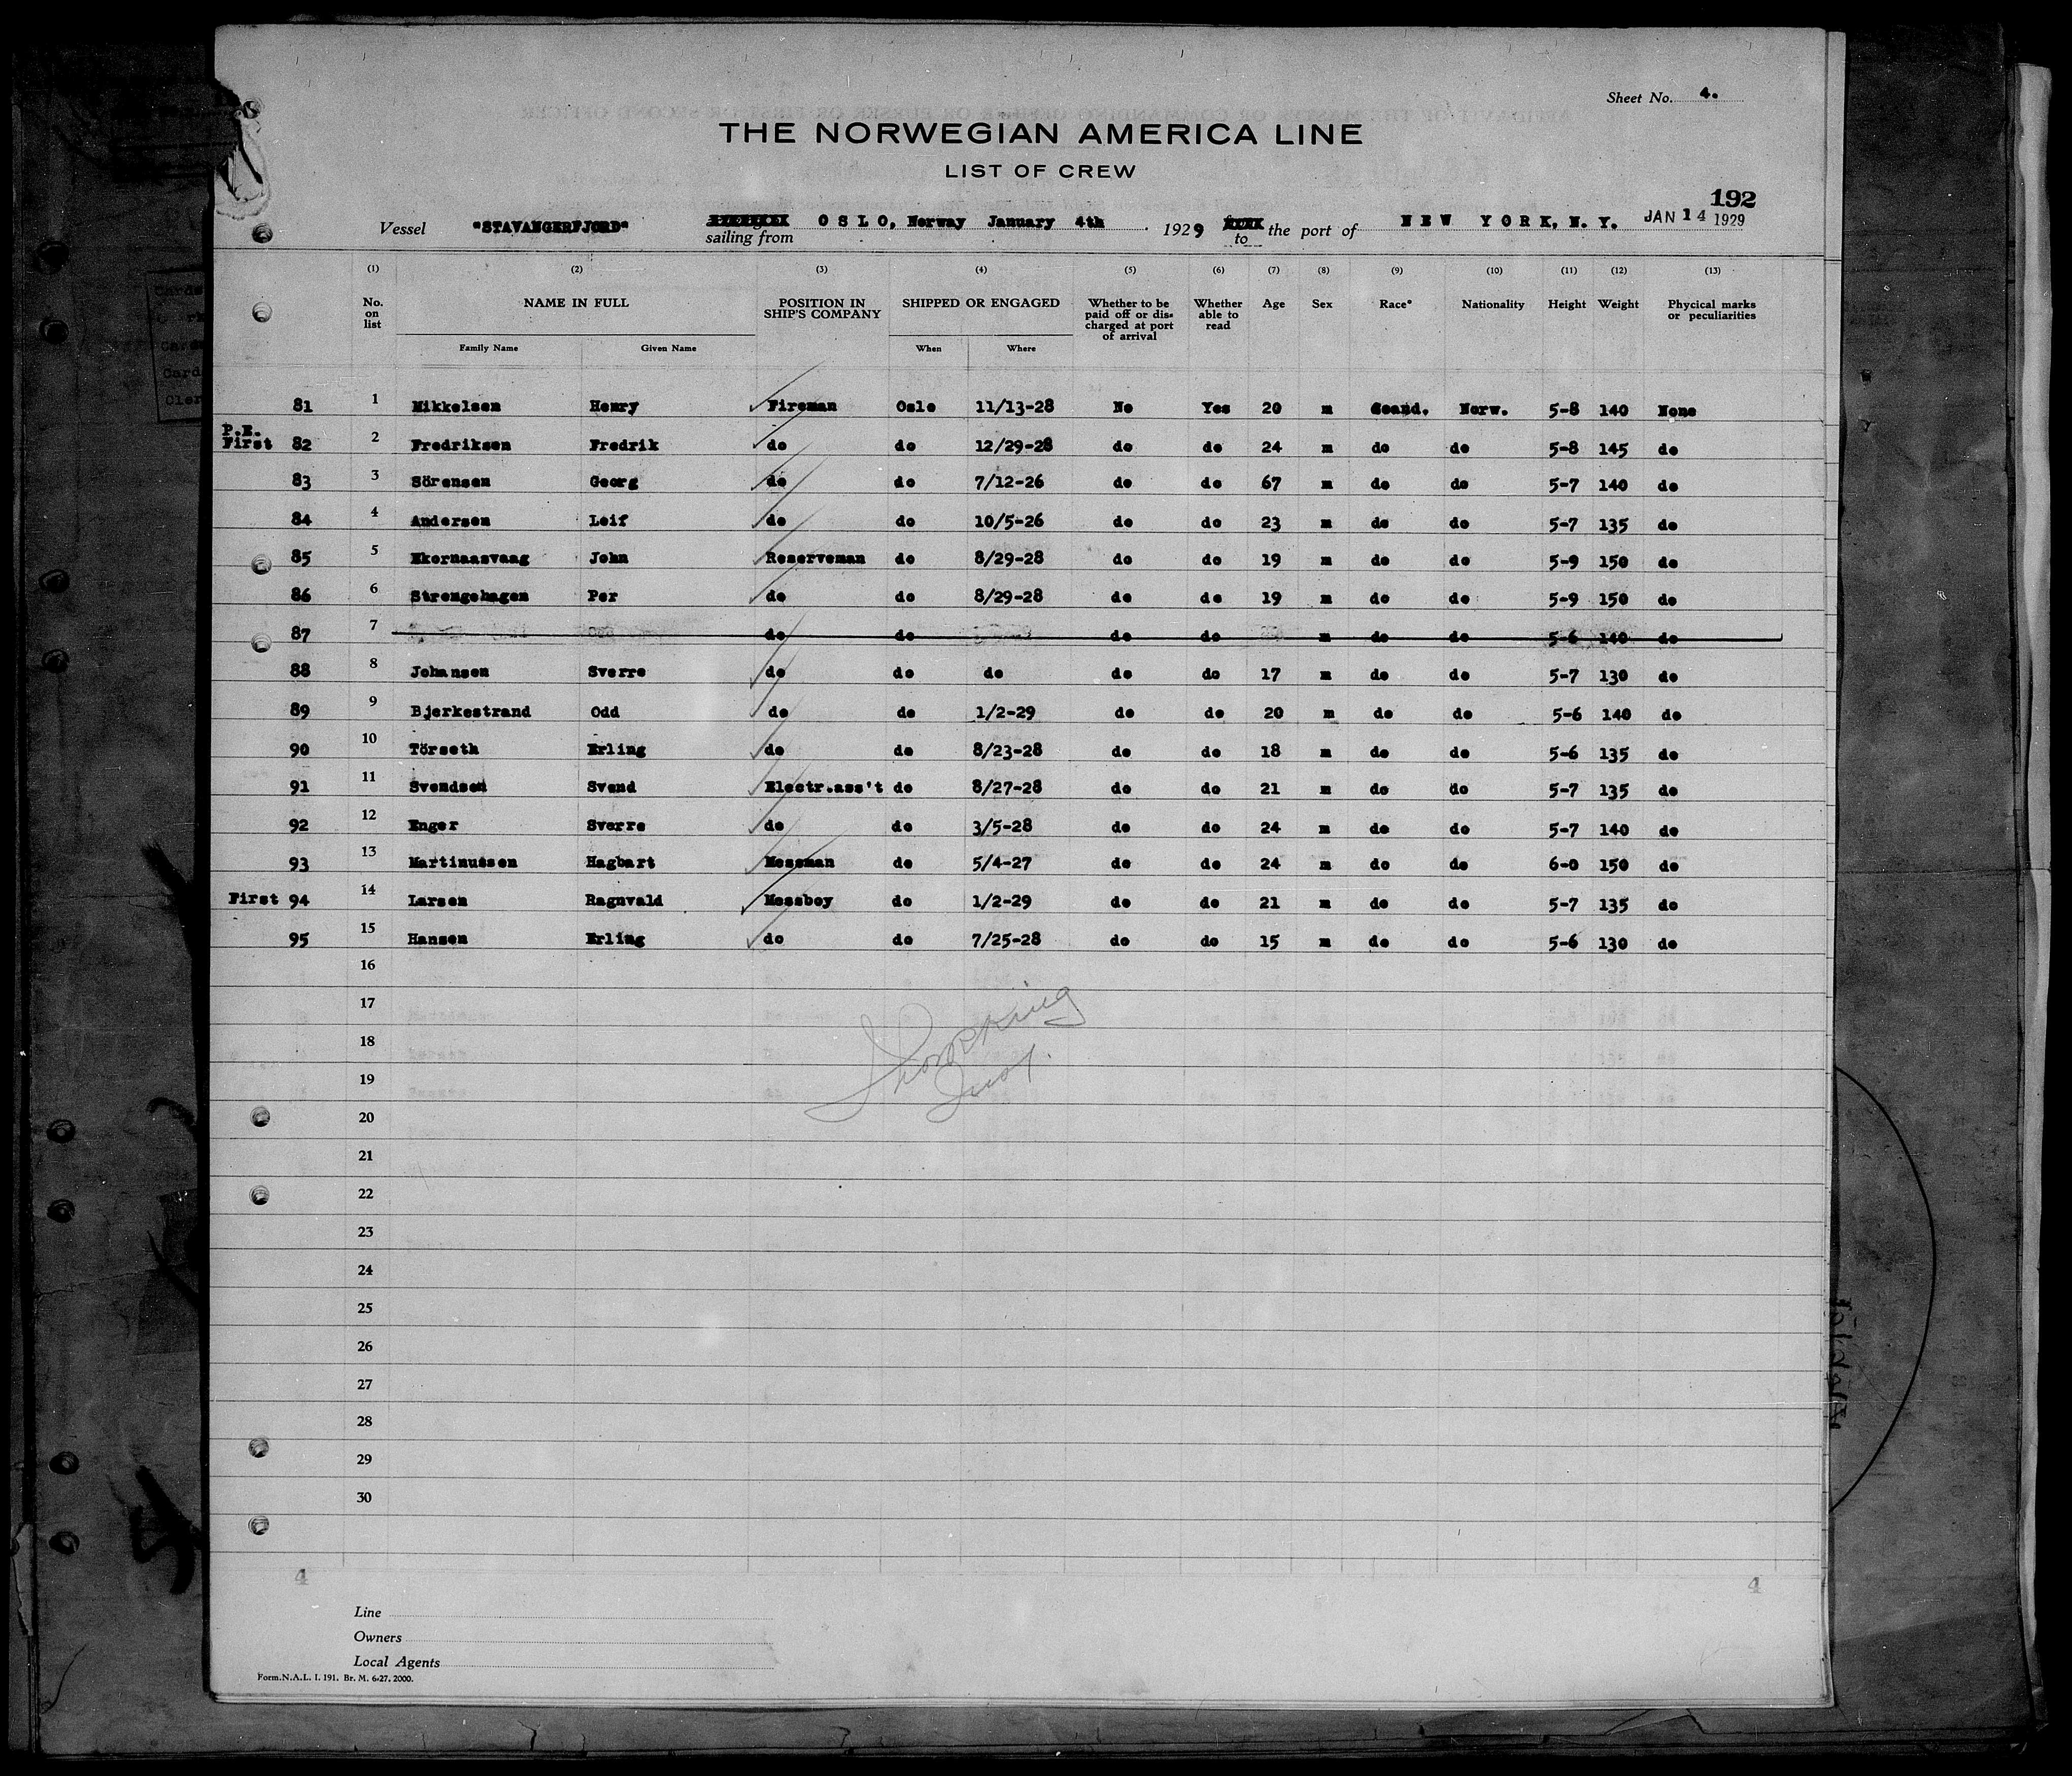 Sheet No. 4.
THE NORWEGIAN AMERICA LINE
LIST OF CREW
192
Vessel "STAVANGERFJORD" sailing from OSLO, Norway January 4th 1929 to the port of NEW YORK, N.Y. JAN 14 1929
(1) (2) (3) (4) (5) (6) (7) (8) (9) (10) (11) (12) (13)
No. on list NAME IN FULL POSITION IN SHIP'S COMPANY SHIPPED OR ENGAGED Whether to be paid off or discharged at port of arrival Whether able to read Age Sex Race* Nationality Height Weight Phycical marks or peculiarities
Family Name Given Name When Where
81 1 Mikkelsen Henry Fireman Oslo 11/13-28 No Yes 20 m Scand. Norw. 5-8 140 None
P.E. First 82 2 Fredriksen Fredrik do do 12/29-28 do do 24 m do do 5-8 145 do
83 3 Sörensen Georg do do 7/12-26 do do 67 m do do 5-7 140 do
84 4 Andersen Leif do do 10/5-26 do do 23 m do do 5-7 135 do
85 5 Ekornaasvaag John Reserveman do 8/29-28 do do 19 m do do 5-9 150 do
86 6 Strengehagen Per do do 8/29-28 do do 19 m do do 5-9 150 do
87 7 do do do do m do do 5-6 140 do
88 8 Johansen Sverre do do do do do 17 m do do 5-7 130 do
89 9 Bjerkestrand Odd do do 1/2-29 do do 20 m do do 5-6 140 do
90 10 Törseth Erling do do 8/23-28 do do 18 m do do 5-6 135 do
91 11 Svendsen Svend Electr.ass't do 8/27-28 do do 21 m do do 5-7 135 do
92 12 Enger Sverre do do 3/5-28 do do 24 m do do 5-7 140 do
93 13 Martinussen Hagbart Messman do 5/4-27 do do 24 m do do 6-0 150 do
First 94 14 Larsen Ragnvald Messboy do 1/2-29 do do 21 m do do 5-7 135 do
95 15 Hansen Erling do do 7/25-28 do do 15 m do do 5-6 130 do
16
17
18
19
20
21
22
23
24
25
26
27
28
29
30
4 4
Line
Owners
Local Agents
Form.N.A.L. I. 191. Br. M. 6-27. 2000.